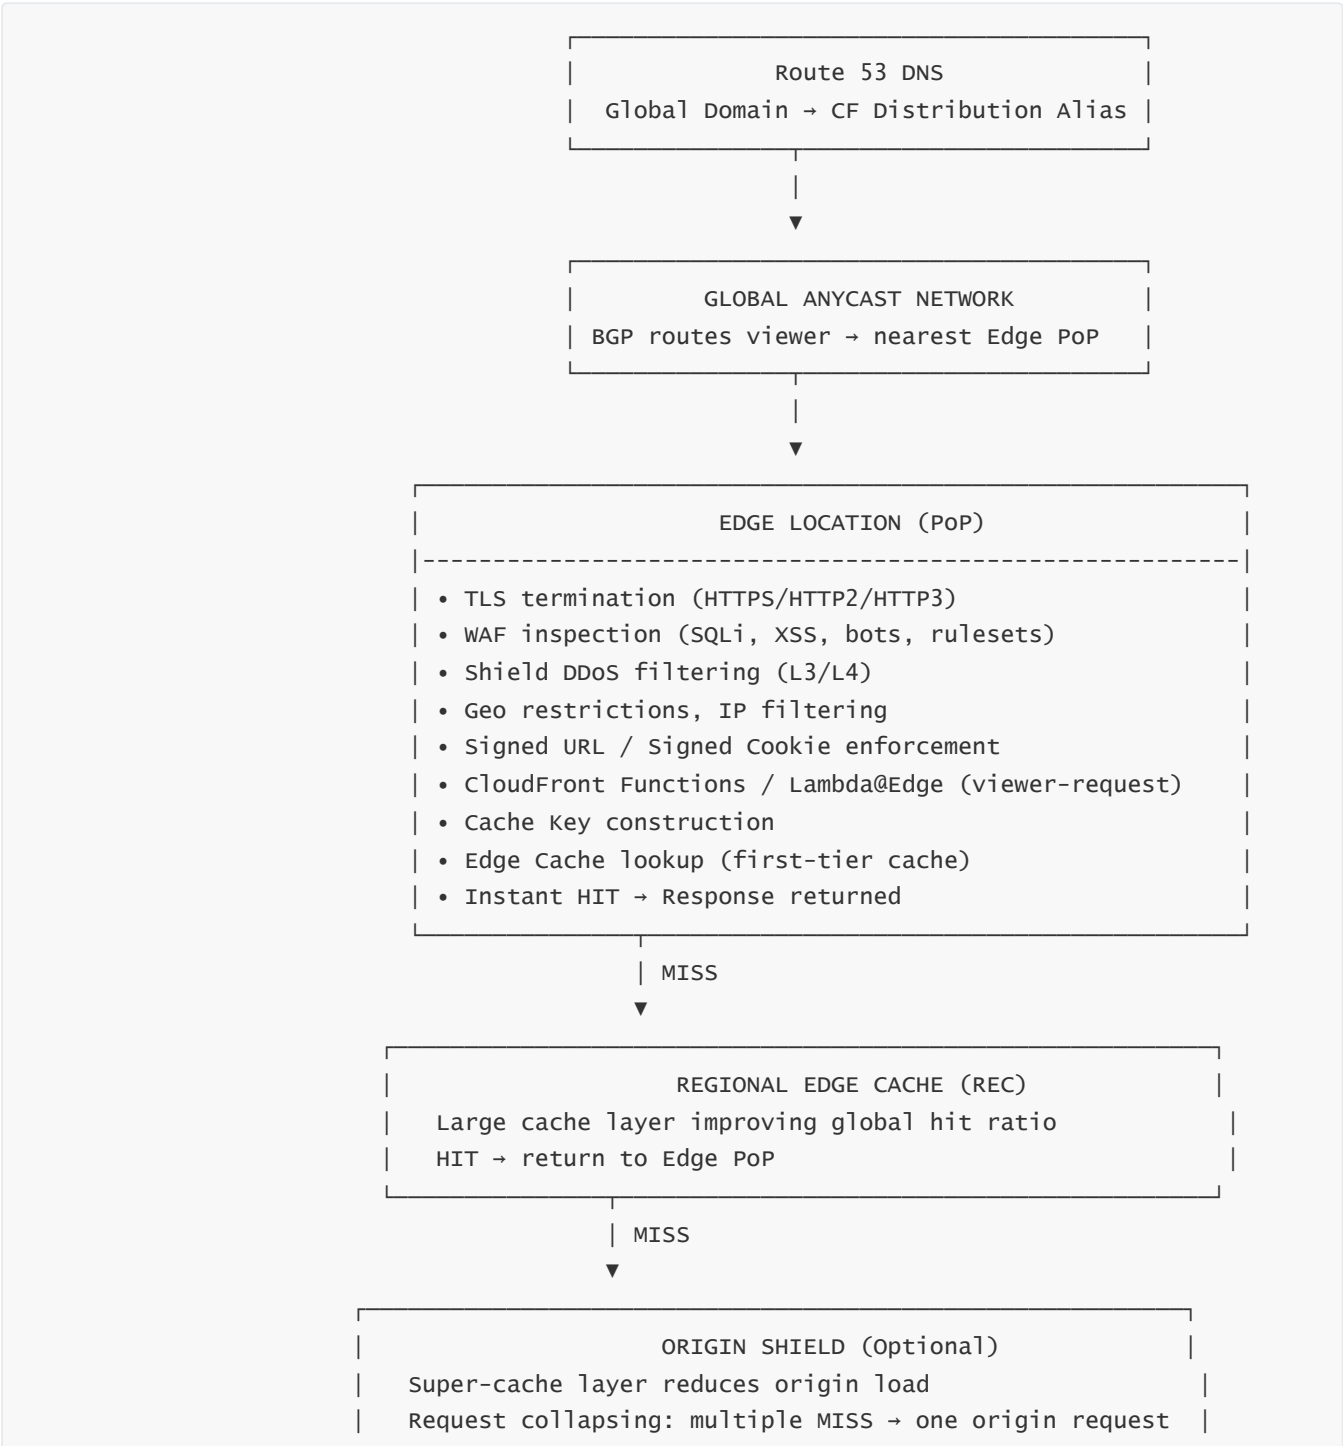 Route 53 DNS
Global Domain → CF Distribution Alias
GLOBAL ANYCAST NETWORK
BGP routes viewer → nearest Edge PoP
EDGE LOCATION (PoP)
• TLS termination (HTTPS/HTTP2/HTTP3)
• WAF inspection (SQLi, XSS, bots, rulesets)
• Shield DDoS filtering (L3/L4)
• Geo restrictions, IP filtering
• Signed URL / Signed Cookie enforcement
• CloudFront Functions / Lambda@Edge (viewer-request)
• Cache Key construction
• Edge Cache lookup (first-tier cache)
• Instant HIT → Response returned
MISS
REGIONAL EDGE CACHE (REC)
Large cache layer improving global hit ratio
HIT → return to Edge PoP
MISS
ORIGIN SHIELD (Optional)
Super-cache layer reduces origin load
Request collapsing: multiple MISS → one origin request